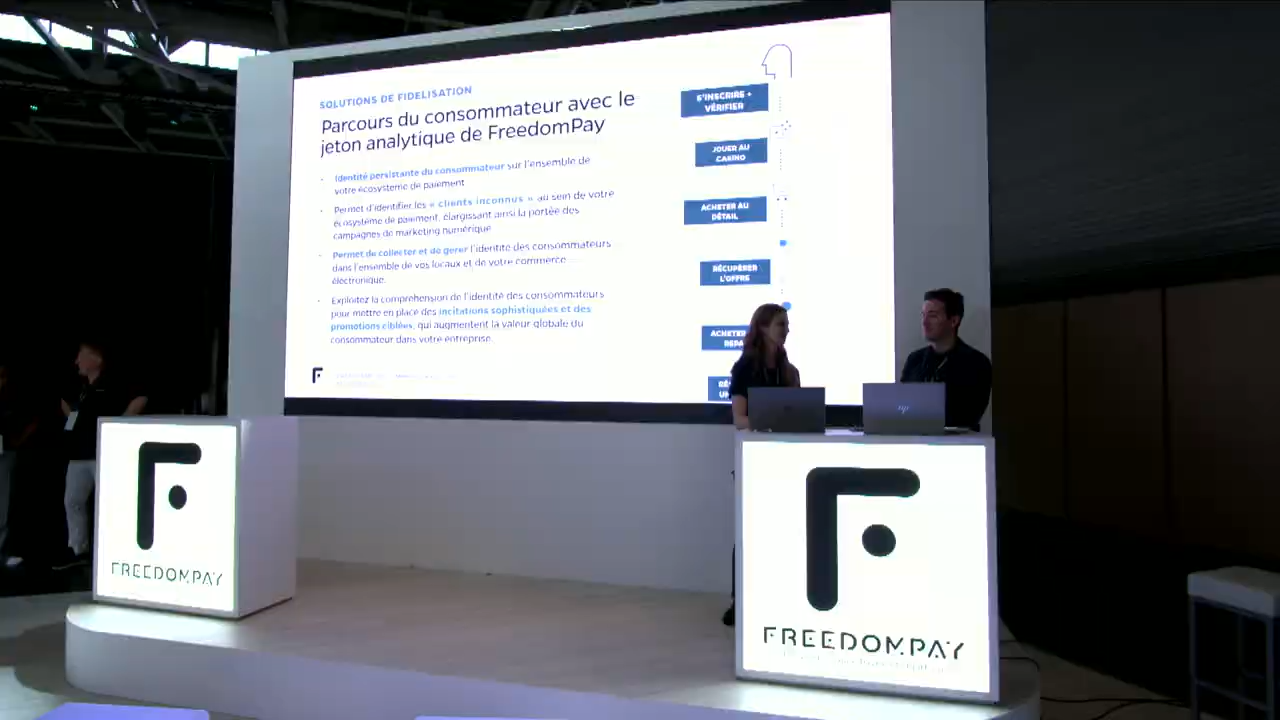 SOLUTIONS DE FIDELISATION
Parcours du consommateur avec le
jeton analytique de FreedomPay
Identité persistante du consommateur sur l'ensemble de
votre écosystème de paiement
Permet d'identifier les « clients inconnus » au sein de votre
écosystème de paiement, élargissant ainsi la portée des
campagnes de marketing numérique
Permet de collecter et de gérer l'identité des consommateurs
dans l'ensemble de vos locaux et de votre commerce
électronique.
Exploitez la compréhension de l'identité des consommateurs
pour mettre en place des incitations sophistiquées et des
promotions ciblées, qui augmentent la valeur globale du
consommateur dans votre entreprise.
S'INSCRIRE +
VÉRIFIER
JOUER AU
CASINO
ACHETER AU
DÉTAIL
RÉCUPÉRER
L'OFFRE
ACHETER
hp
FREEDOMPAY
FREEDOMPAY